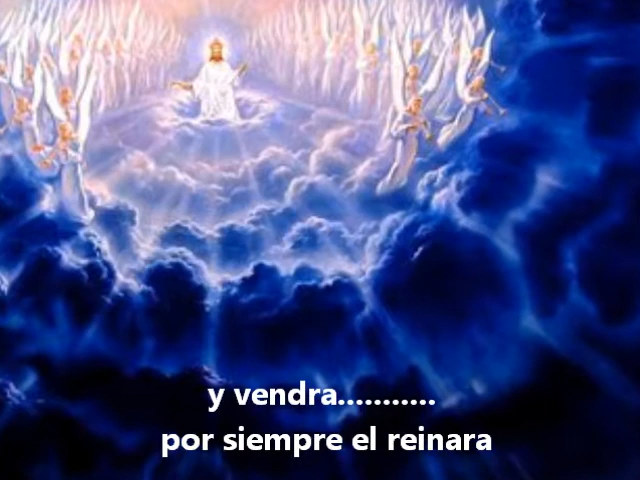 y vendra...........
por siempre el reinara